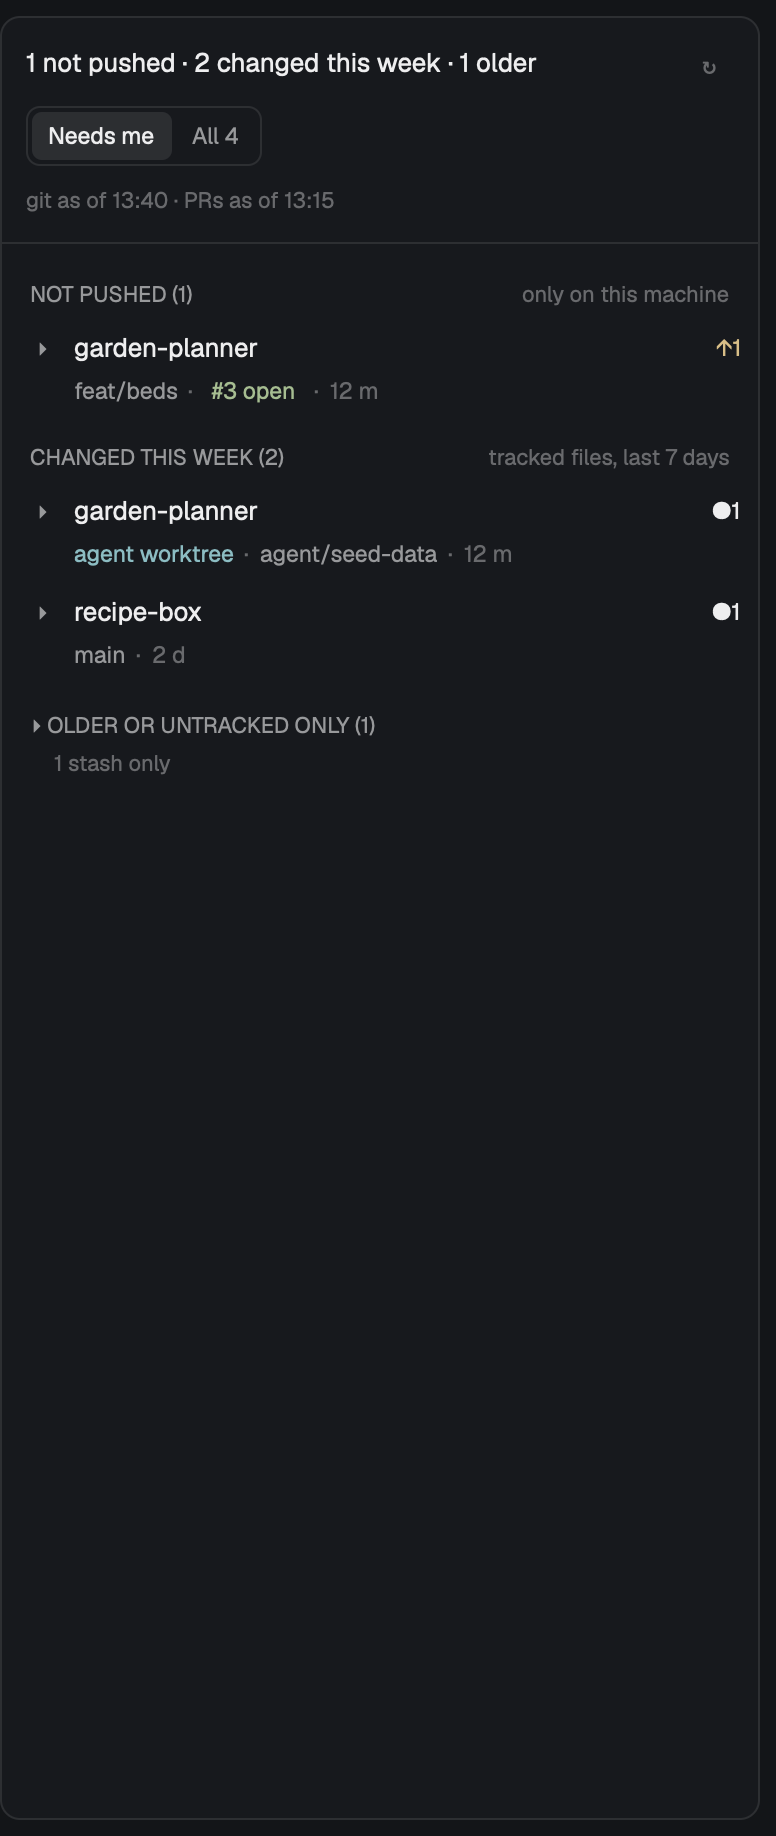 1 not pushed · 2 changed this week · 1 older ↻
Needs me All 4
git as of 13:40 · PRs as of 13:15
NOT PUSHED (1) only on this machine
garden-planner ↑1
feat/beds · #3 open · 12 m
CHANGED THIS WEEK (2) tracked files, last 7 days
garden-planner ●1
agent worktree · agent/seed-data · 12 m
recipe-box ●1
main · 2 d
OLDER OR UNTRACKED ONLY (1)
1 stash only